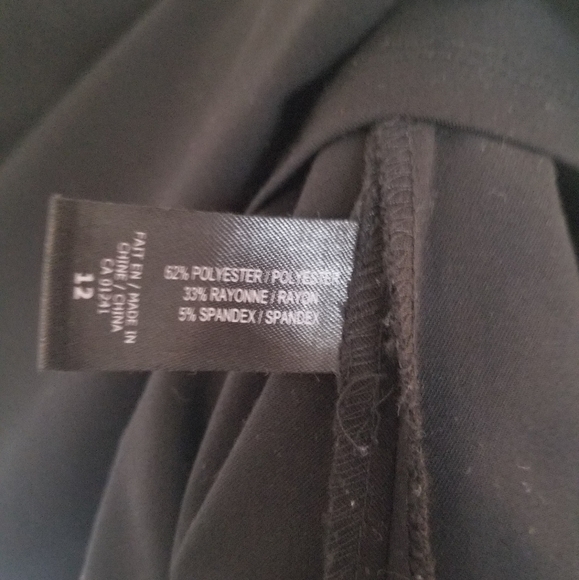 62% POLYESTER / POLYESTER
33% RAYONNE / RAYON
5% SPANDEX / SPANDEX
FAIT EN / MADE IN
CHINE / CHINA
CA 01241
12